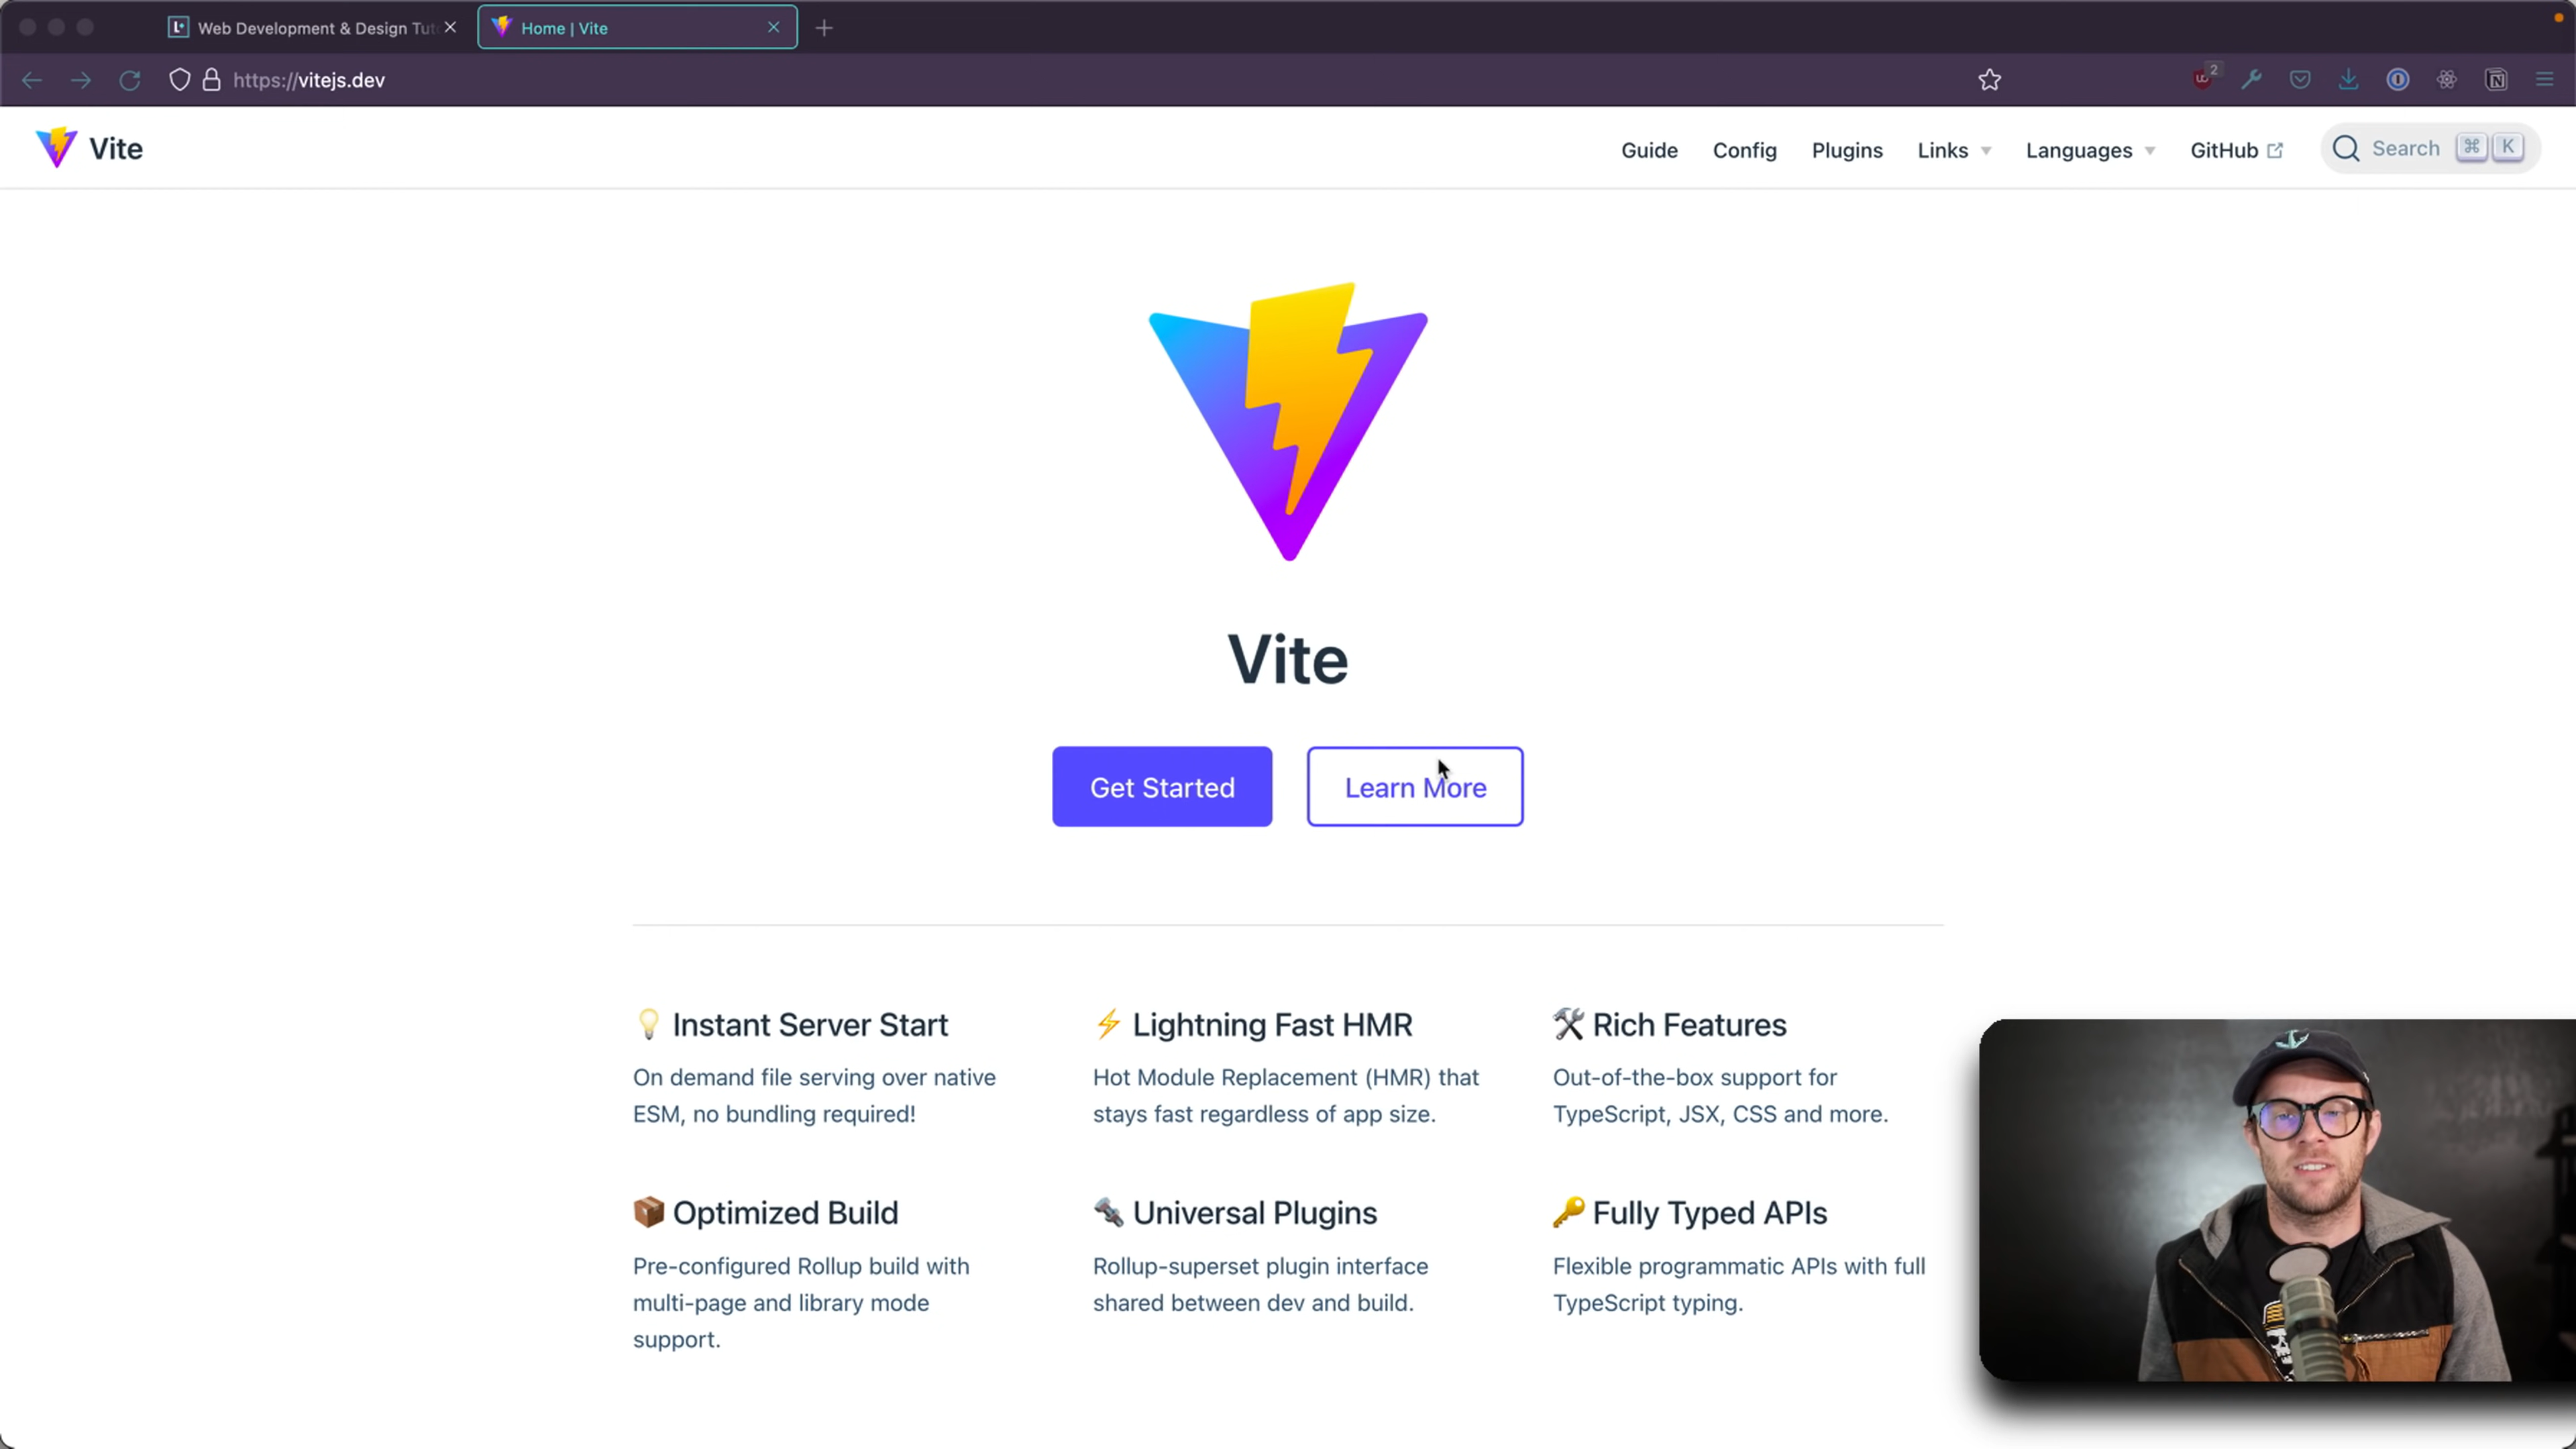 Web Development & Design Tut
Home | Vite
https://vitejs.dev
2
Vite
Guide
Config
Plugins
Links
Languages
GitHub
Search
⌘ K
Vite
Get Started
Learn More
💡 Instant Server Start
On demand file serving over native
ESM, no bundling required!
⚡ Lightning Fast HMR
Hot Module Replacement (HMR) that
stays fast regardless of app size.
🛠️ Rich Features
Out-of-the-box support for
TypeScript, JSX, CSS and more.
📦 Optimized Build
Pre-configured Rollup build with
multi-page and library mode
support.
🔩 Universal Plugins
Rollup-superset plugin interface
shared between dev and build.
🔑 Fully Typed APIs
Flexible programmatic APIs with full
TypeScript typing.